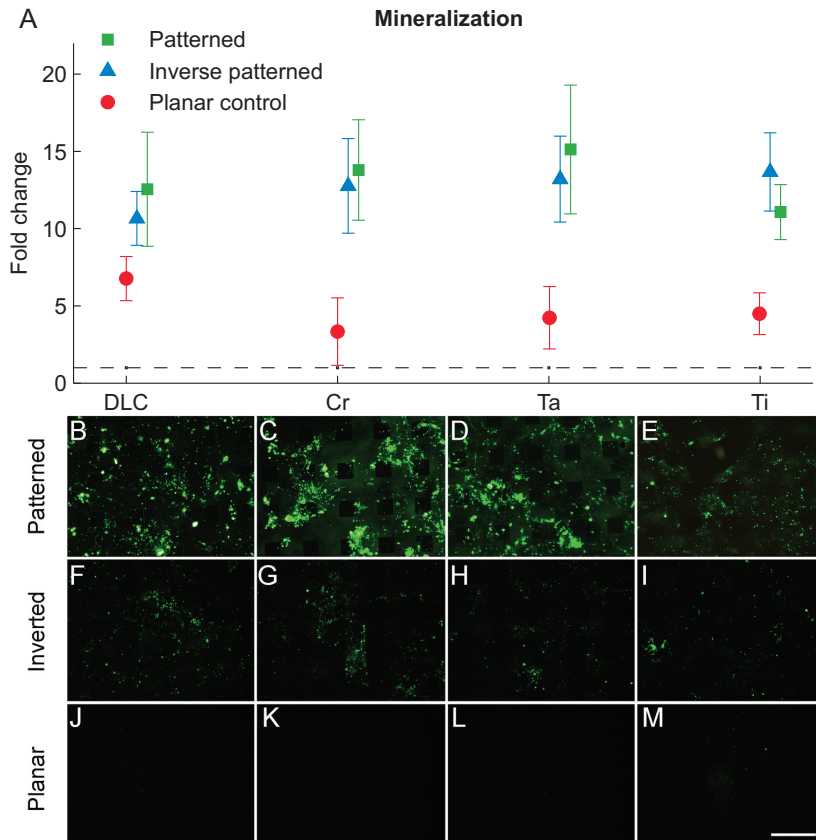 A
Mineralization
Patterned
Inverse patterned
Planar control
Fold change
20
15
10
5
0
DLC Cr Ta Ti
Patterned
B C D E
Inverted
F G H I
Planar
J K L M